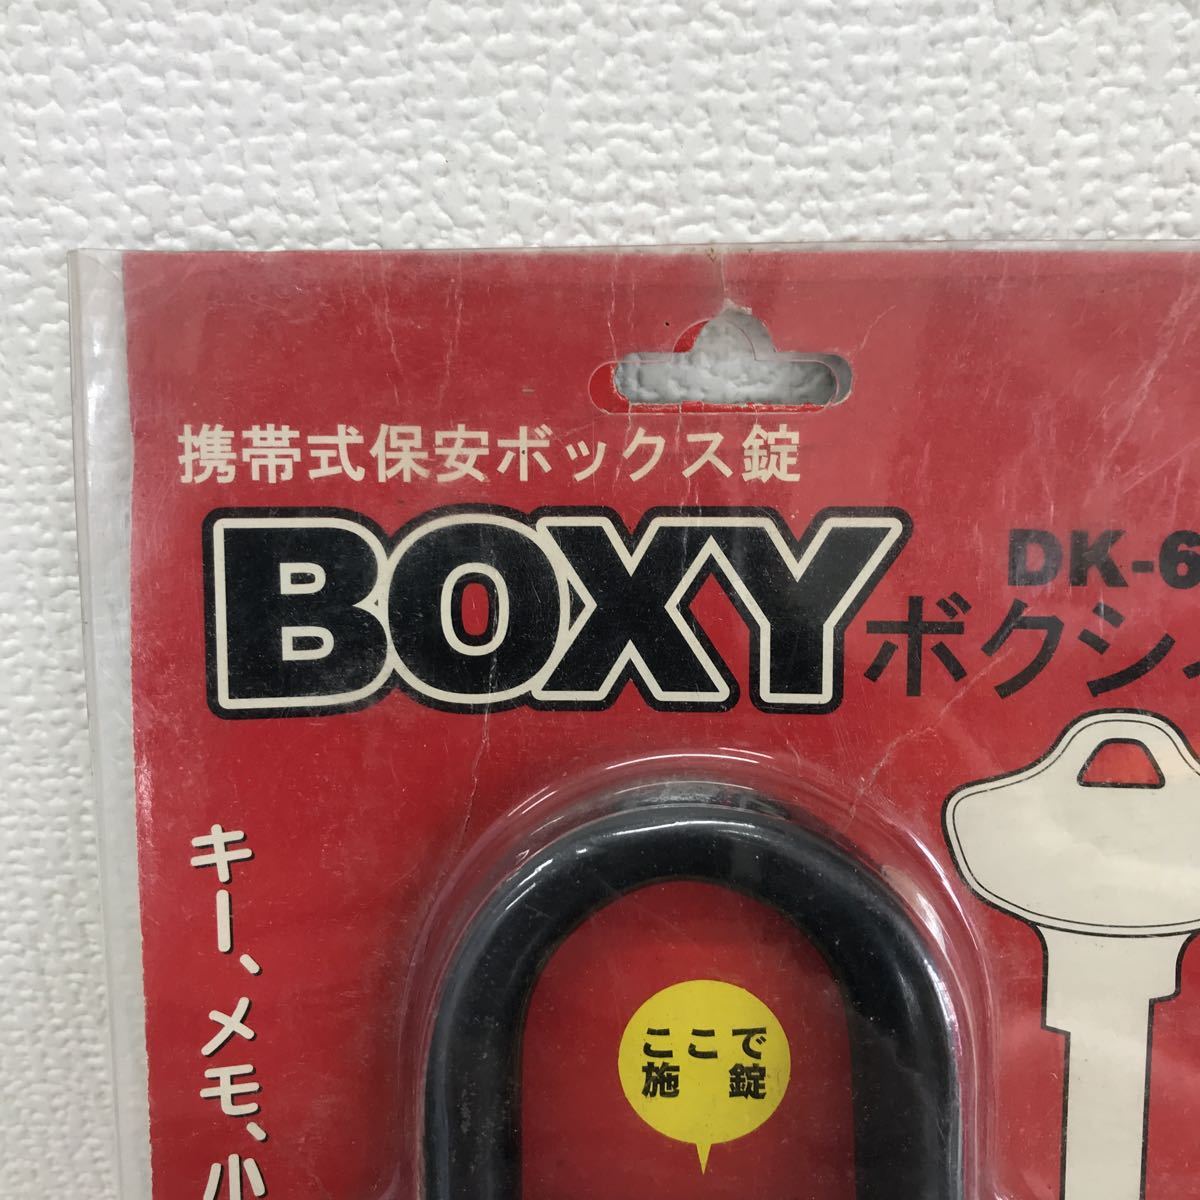 携帯式保安ボックス錠
BOXY
DK-6
ボクシ
キー、メモ、小
ここで
施錠